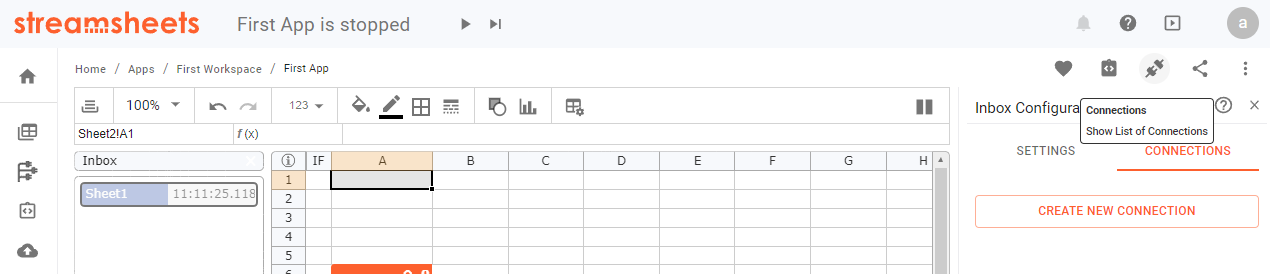 streamsheets First App is stopped a
Home / Apps / First Workspace / First App
100% 123
Inbox Configura
Connections
Show List of Connections
Sheet2!A1 f (x)
SETTINGS CONNECTIONS
Inbox IF A B C D E F G H
1
Sheet1 11:11:25.118
2
3
CREATE NEW CONNECTION
4
5